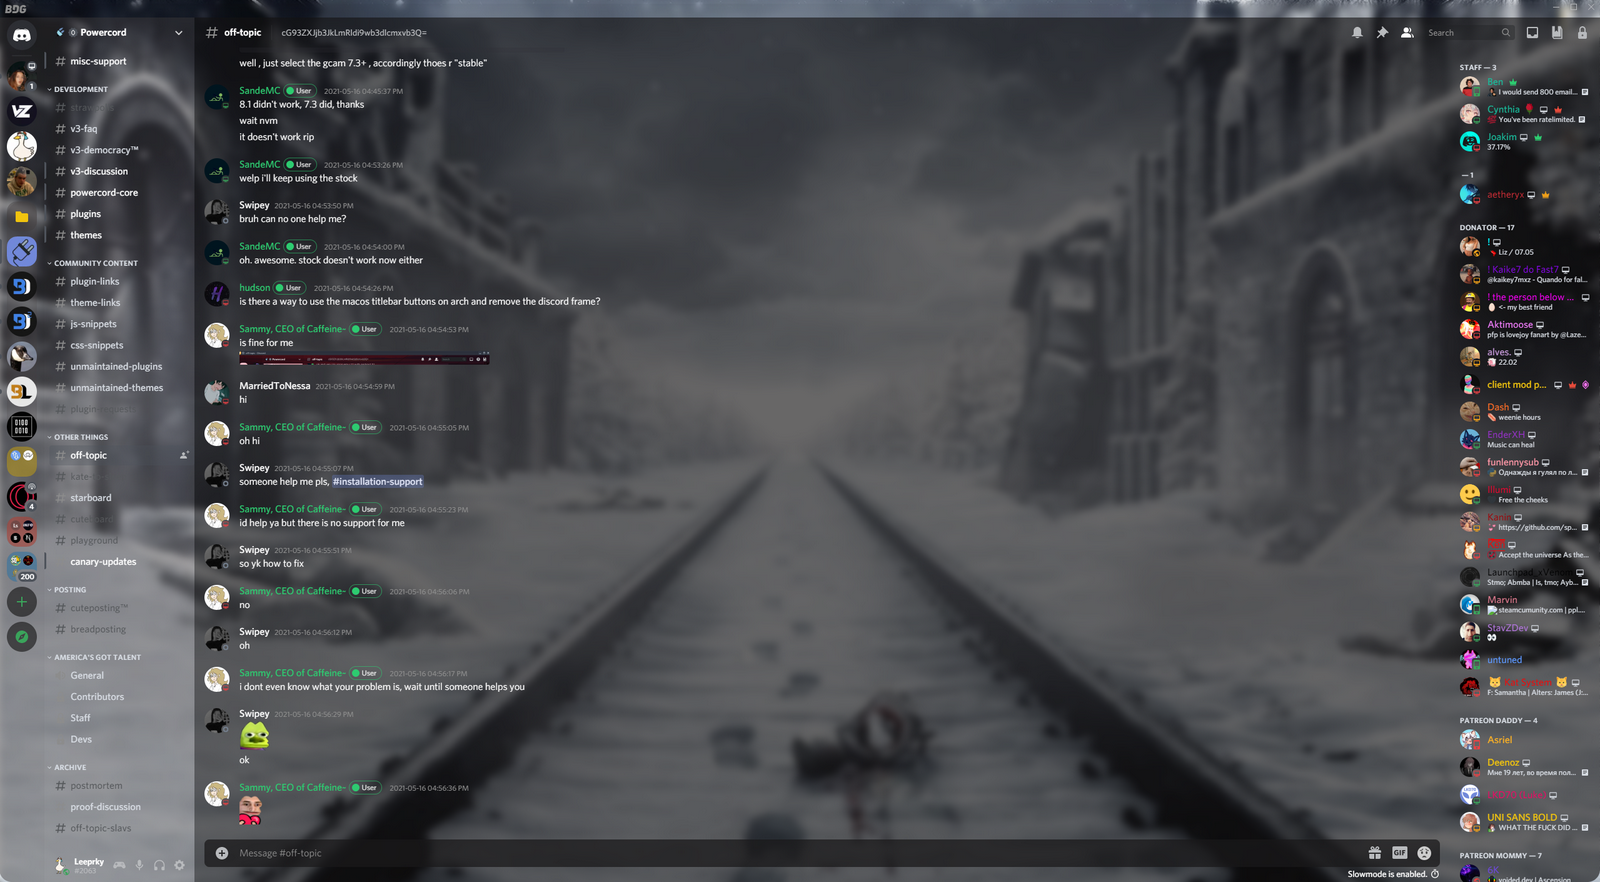 BDG
Powercord
off-topic
cG93ZXJjb3JkLmRldi9wb3dlcmxvb3Q=
Search
misc-support
DEVELOPMENT
v3-faq
v3-democracy™
v3-discussion
powercord-core
plugins
themes
COMMUNITY CONTENT
plugin-links
theme-links
js-snippets
css-snippets
unmaintained-plugins
unmaintained-themes
OTHER THINGS
off-topic
starboard
playground
canary-updates
POSTING
cuteposting™
breadposting
AMERICA'S GOT TALENT
General
Contributors
Staff
Devs
ARCHIVE
postmortem
proof-discussion
off-topic-slavs
Leeprky
#2063
well , just select the gcam 7.3+ , accordingly thoes r "stable"
SandeMC User 2021-05-16 04:45:37 PM
8.1 didn't work, 7.3 did, thanks
wait nvm
it doesn't work rip
SandeMC User 2021-05-16 04:53:26 PM
welp i'll keep using the stock
Swipey 2021-05-16 04:53:50 PM
bruh can no one help me?
SandeMC User 2021-05-16 04:54:00 PM
oh. awesome. stock doesn't work now either
hudson User 2021-05-16 04:54:26 PM
is there a way to use the macos titlebar buttons on arch and remove the discord frame?
Sammy, CEO of Caffeine- User 2021-05-16 04:54:53 PM
is fine for me
MarriedToNessa 2021-05-16 04:54:59 PM
hi
Sammy, CEO of Caffeine- User 2021-05-16 04:55:05 PM
oh hi
Swipey 2021-05-16 04:55:07 PM
someone help me pls, #installation-support
Sammy, CEO of Caffeine- User 2021-05-16 04:55:23 PM
id help ya but there is no support for me
Swipey 2021-05-16 04:55:51 PM
so yk how to fix
Sammy, CEO of Caffeine- User 2021-05-16 04:56:06 PM
no
Swipey 2021-05-16 04:56:12 PM
oh
Sammy, CEO of Caffeine- User 2021-05-16 04:56:17 PM
i dont even know what your problem is, wait until someone helps you
Swipey 2021-05-16 04:56:29 PM
ok
Sammy, CEO of Caffeine- User 2021-05-16 04:56:36 PM
Message #off-topic
GIF
Slowmode is enabled.
STAFF — 3
Ben
I would send 800 email...
Cynthia
You've been ratelimited.
Joakim
37.17%
— 1
aetheryx
DONATOR — 17
!
Liz / 07.05
! Kaike7 do Fast7
@kaikey7mxz - Quando for fal...
! the person below ...
<- my best friend
Aktimoose
pfp is lovejoy fanart by @Laze...
alves.
22.02
client mod p...
Dash
weenie hours
EnderXH
Music can heal
funlennysub
Однажды я гулял по л...
Illumi
Free the cheeks
Kanin
https://github.com/sp...
Accept the universe As the...
Stmo; Abmba | Is, tmo; Ayb...
Marvin
steamcumunity.com | ppl...
StavZDev
untuned
F: Samantha | Alters: James (J:...
PATREON DADDY — 4
Asriel
Deenoz
Мне 19 лет, во время пол...
UNI SANS BOLD
WHAT THE FUCK DID ...
PATREON MOMMY — 7
voided.dev | Ascension